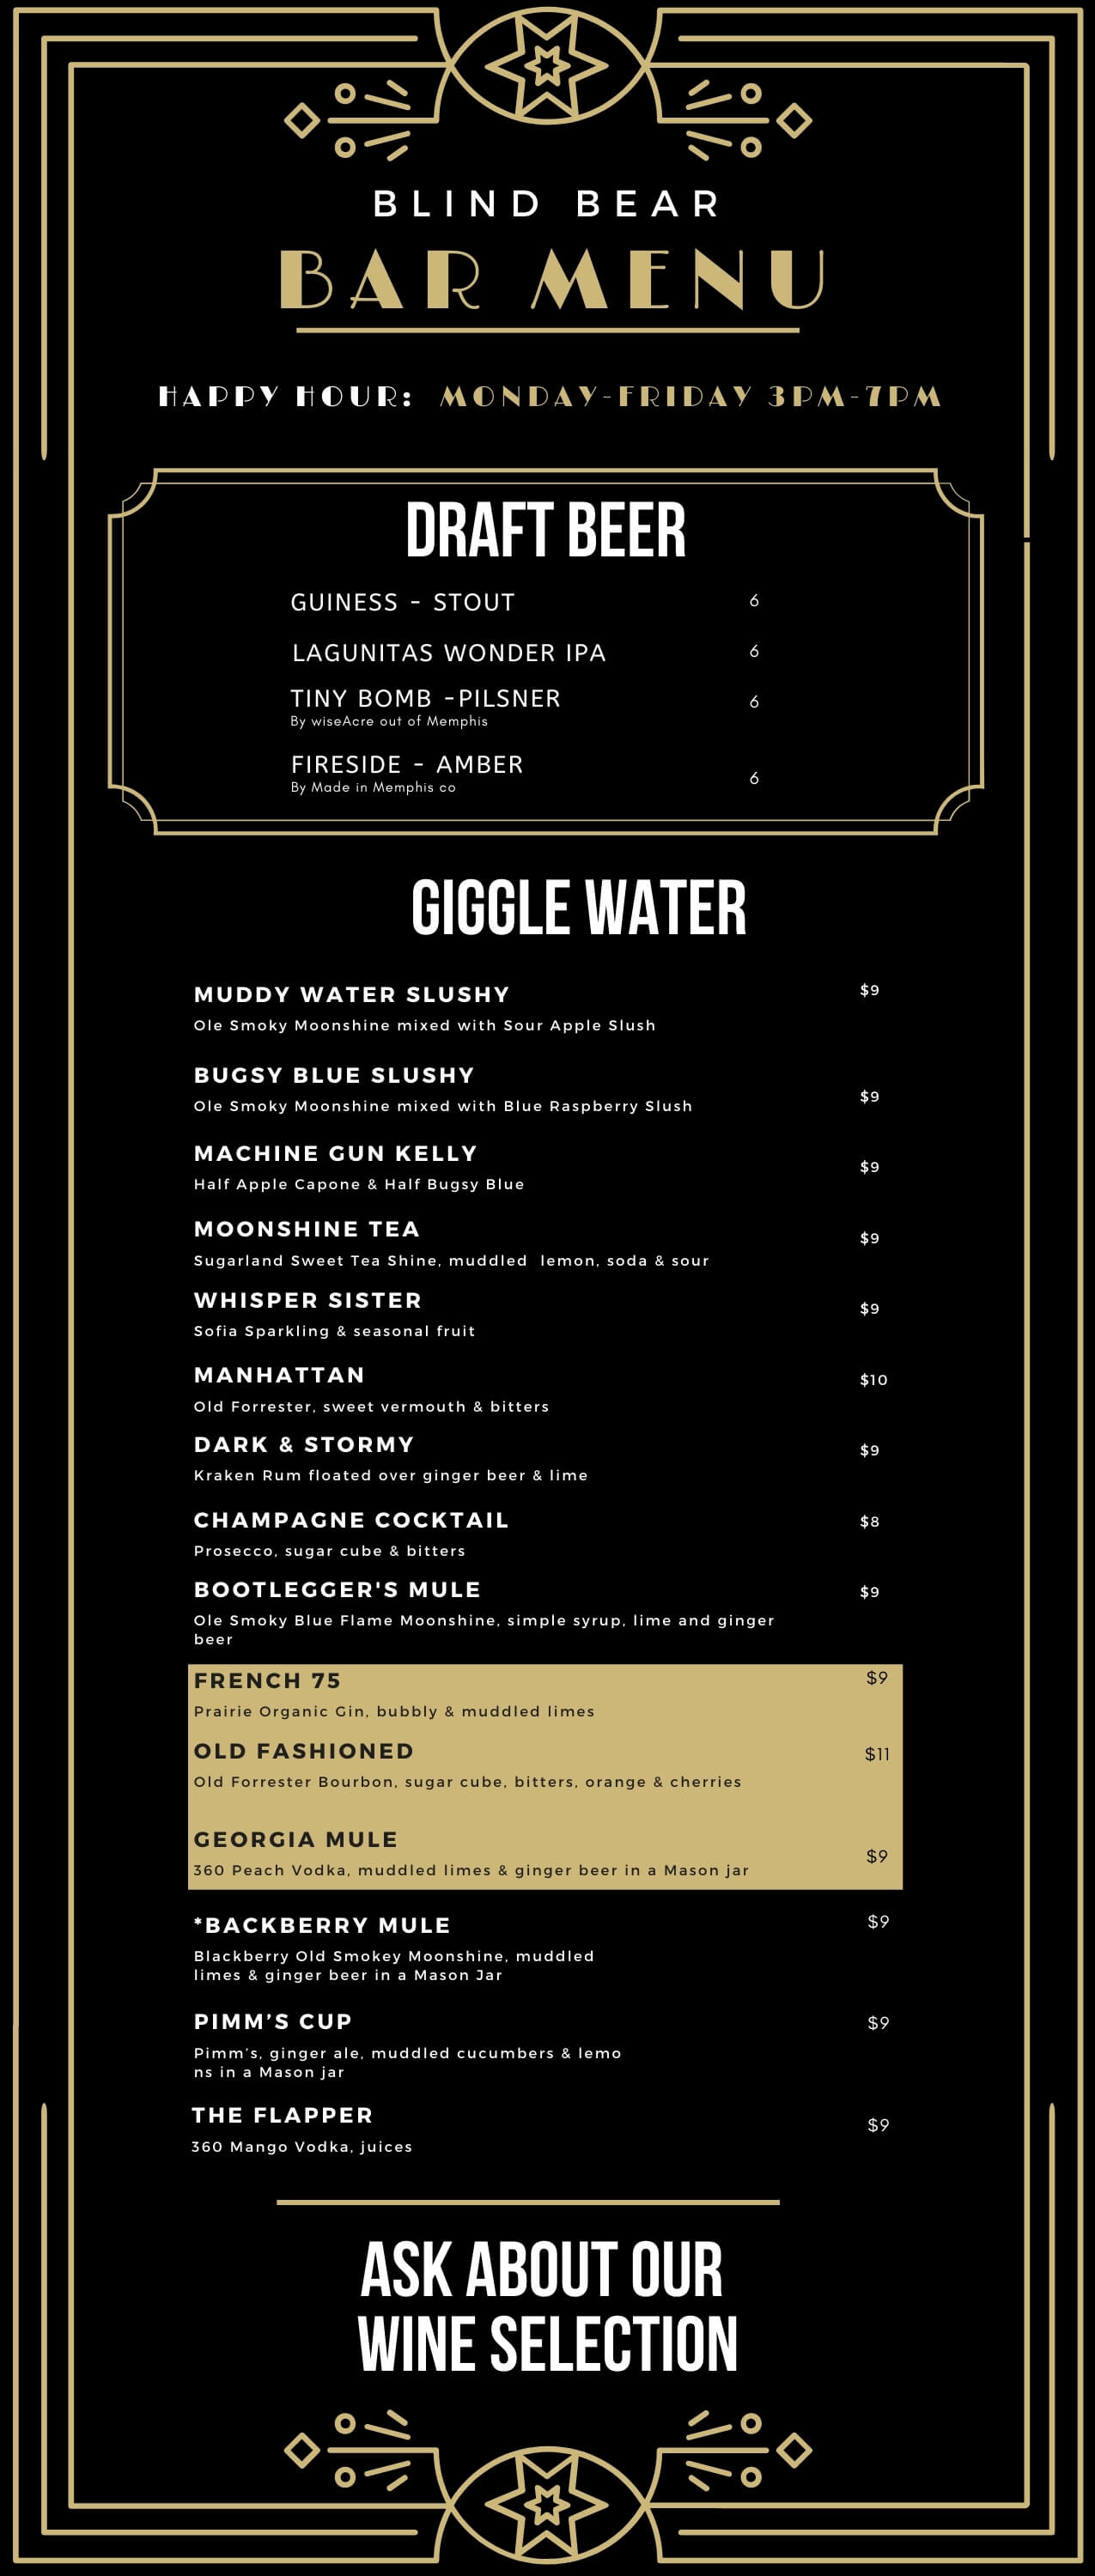 BLIND BEAR
BAR MENU
HAPPY HOUR: MONDAY-FRIDAY 3PM-7PM
DRAFT BEER
GUINESS - STOUT 6
LAGUNITAS WONDER IPA 6
TINY BOMB -PILSNER 6
By wiseAcre out of Memphis
FIRESIDE - AMBER 6
By Made in Memphis co
GIGGLE WATER
MUDDY WATER SLUSHY $9
Ole Smoky Moonshine mixed with Sour Apple Slush
BUGSY BLUE SLUSHY $9
Ole Smoky Moonshine mixed with Blue Raspberry Slush
MACHINE GUN KELLY $9
Half Apple Capone & Half Bugsy Blue
MOONSHINE TEA $9
Sugarland Sweet Tea Shine, muddled lemon, soda & sour
WHISPER SISTER $9
Sofia Sparkling & seasonal fruit
MANHATTAN $10
Old Forrester, sweet vermouth & bitters
DARK & STORMY $9
Kraken Rum floated over ginger beer & lime
CHAMPAGNE COCKTAIL $8
Prosecco, sugar cube & bitters
BOOTLEGGER'S MULE $9
Ole Smoky Blue Flame Moonshine, simple syrup, lime and ginger
beer
FRENCH 75 $9
Prairie Organic Gin, bubbly & muddled limes
OLD FASHIONED $11
Old Forrester Bourbon, sugar cube, bitters, orange & cherries
GEORGIA MULE $9
360 Peach Vodka, muddled limes & ginger beer in a Mason jar
*BACKBERRY MULE $9
Blackberry Old Smokey Moonshine, muddled
limes & ginger beer in a Mason Jar
PIMM’S CUP $9
Pimm’s, ginger ale, muddled cucumbers & lemo
ns in a Mason jar
THE FLAPPER $9
360 Mango Vodka, juices
ASK ABOUT OUR
WINE SELECTION